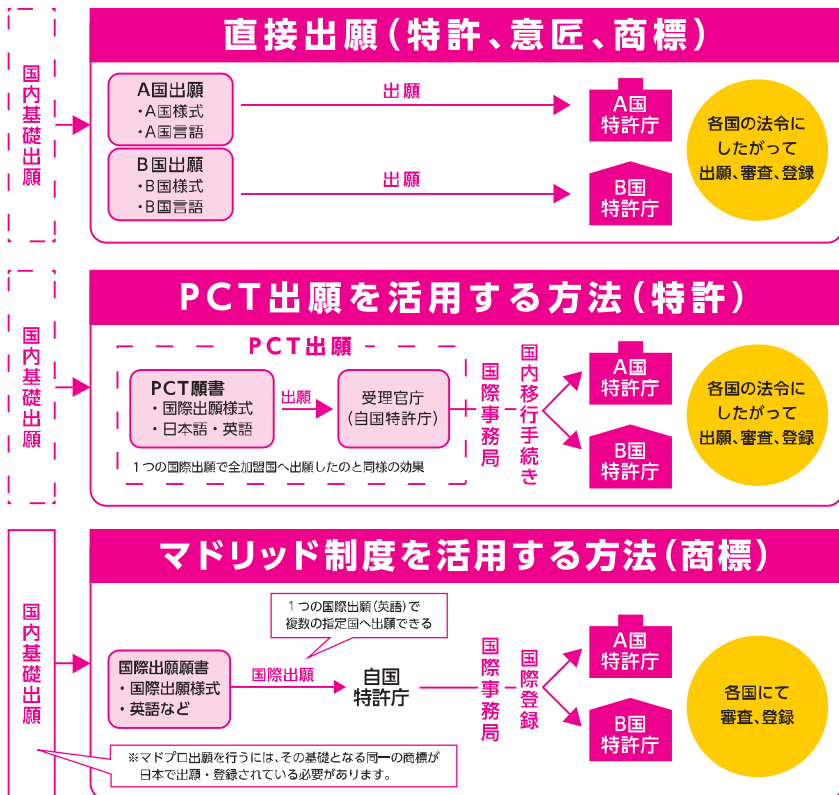 直接出願(特許、意匠、商標)
国内基礎出願
A国出願
・A国様式
・A国言語
出願
A国
特許庁
B国出願
・B国様式
・B国言語
出願
B国
特許庁
各国の法令に
したがって
出願、審査、登録
PCT出願を活用する方法(特許)
国内基礎出願
PCT出願
PCT願書
・国際出願様式
・日本語・英語
出願
受理官庁
(自国特許庁)
1つの国際出願で全加盟国へ出願したのと同様の効果
国際事務局
国内移行手続き
A国
特許庁
B国
特許庁
各国の法令に
したがって
出願、審査、登録
マドリッド制度を活用する方法(商標)
国内基礎出願
1つの国際出願(英語)で
複数の指定国へ出願できる
国際出願願書
・国際出願様式
・英語など
国際出願
自国
特許庁
国際事務局
国際登録
A国
特許庁
B国
特許庁
各国にて
審査、登録
※マドプロ出願を行うには、その基礎となる同一の商標が
日本で出願・登録されている必要があります。